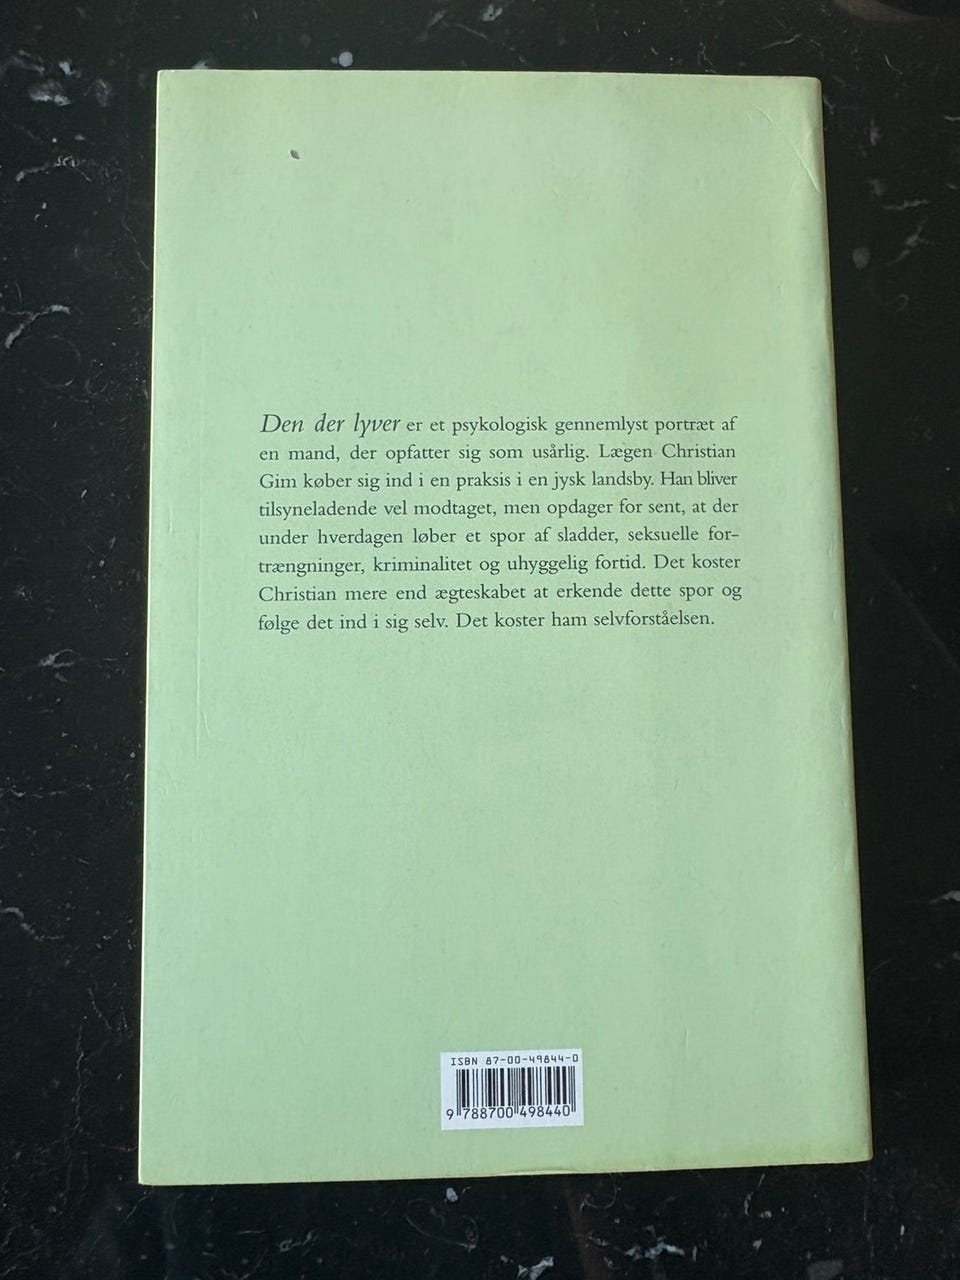 Den der lyver er et psykologisk gennemlyst portræt af
en mand, der opfatter sig som usårlig. Lægen Christian
Gim køber sig ind i en praksis i en jysk landsby. Han bliver
tilsyneladende vel modtaget, men opdager for sent, at der
under hverdagen løber et spor af sladder, seksuelle for-
trængninger, kriminalitet og uhyggelig fortid. Det koster
Christian mere end ægteskabet at erkende dette spor og
følge det ind i sig selv. Det koster ham selvforståelsen.
ISBN 87-00-49844-0
9 788700 498440